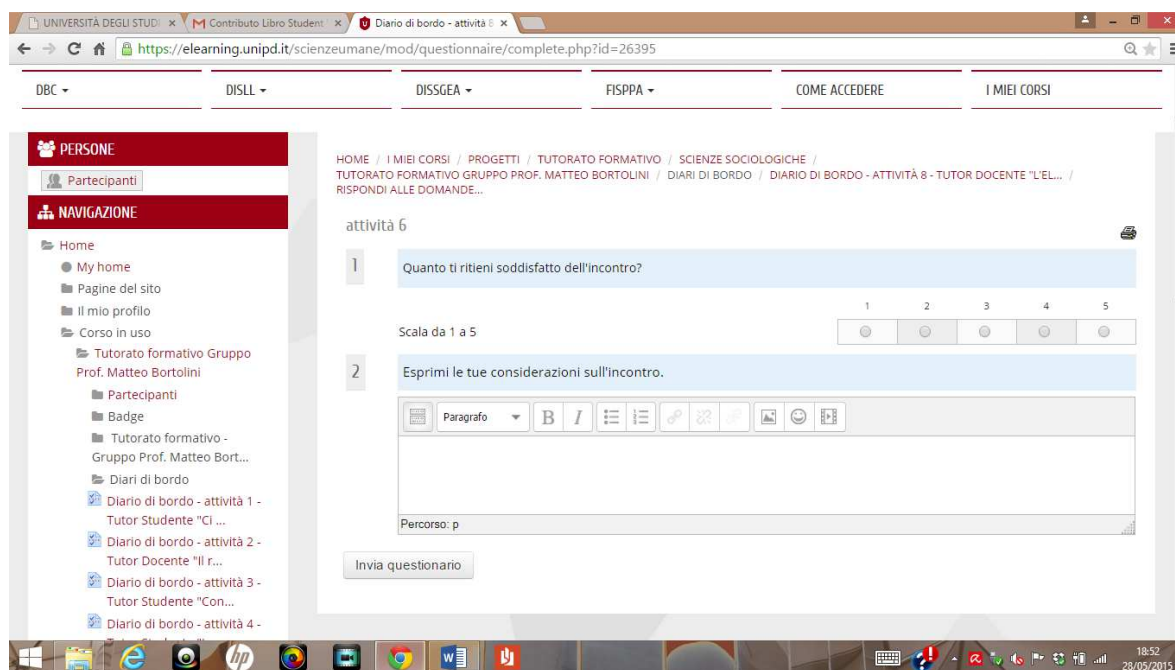 UNIVERSITÀ DEGLI STUDI
Contributo Libro Student
Diario di bordo - attività 8
https://elearning.unipd.it/scienzeumane/mod/questionnaire/complete.php?id=26395
DBC
DISLL
DISSGEA
FISPPA
COME ACCEDERE
I MIEI CORSI
PERSONE
Partecipanti
NAVIGAZIONE
Home
My home
Pagine del sito
Il mio profilo
Corso in uso
Tutorato formativo Gruppo
Prof. Matteo Bortolini
Partecipanti
Badge
Tutorato formativo -
Gruppo Prof. Matteo Bort...
Diari di bordo
Diario di bordo - attività 1 -
Tutor Studente "Ci ...
Diario di bordo - attività 2 -
Tutor Docente "Il r...
Diario di bordo - attività 3 -
Tutor Studente "Con...
Diario di bordo - attività 4 -
HOME / I MIEI CORSI / PROGETTI / TUTORATO FORMATIVO / SCIENZE SOCIOLOGICHE /
TUTORATO FORMATIVO GRUPPO PROF. MATTEO BORTOLINI / DIARI DI BORDO / DIARIO DI BORDO - ATTIVITÀ 8 - TUTOR DOCENTE "L'EL... /
RISPONDI ALLE DOMANDE...
attività 6
1 Quanto ti ritieni soddisfatto dell'incontro?
1 2 3 4 5
Scala da 1 a 5
2 Esprimi le tue considerazioni sull'incontro.
Paragrafo B I
Percorso: p
Invia questionario
hp
18:52